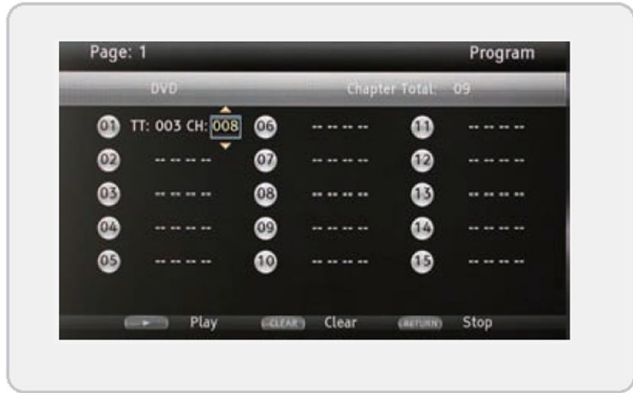 Page: 1 Program
DVD Chapter Total: 09
01 TT: 003 CH: 008 06 -- -- -- -- 11 -- -- -- --
02 -- -- -- -- 07 -- -- -- -- 12 -- -- -- --
03 -- -- -- -- 08 -- -- -- -- 13 -- -- -- --
04 -- -- -- -- 09 -- -- -- -- 14 -- -- -- --
05 -- -- -- -- 10 -- -- -- -- 15 -- -- -- --
Play CLEAR Clear RETURN Stop